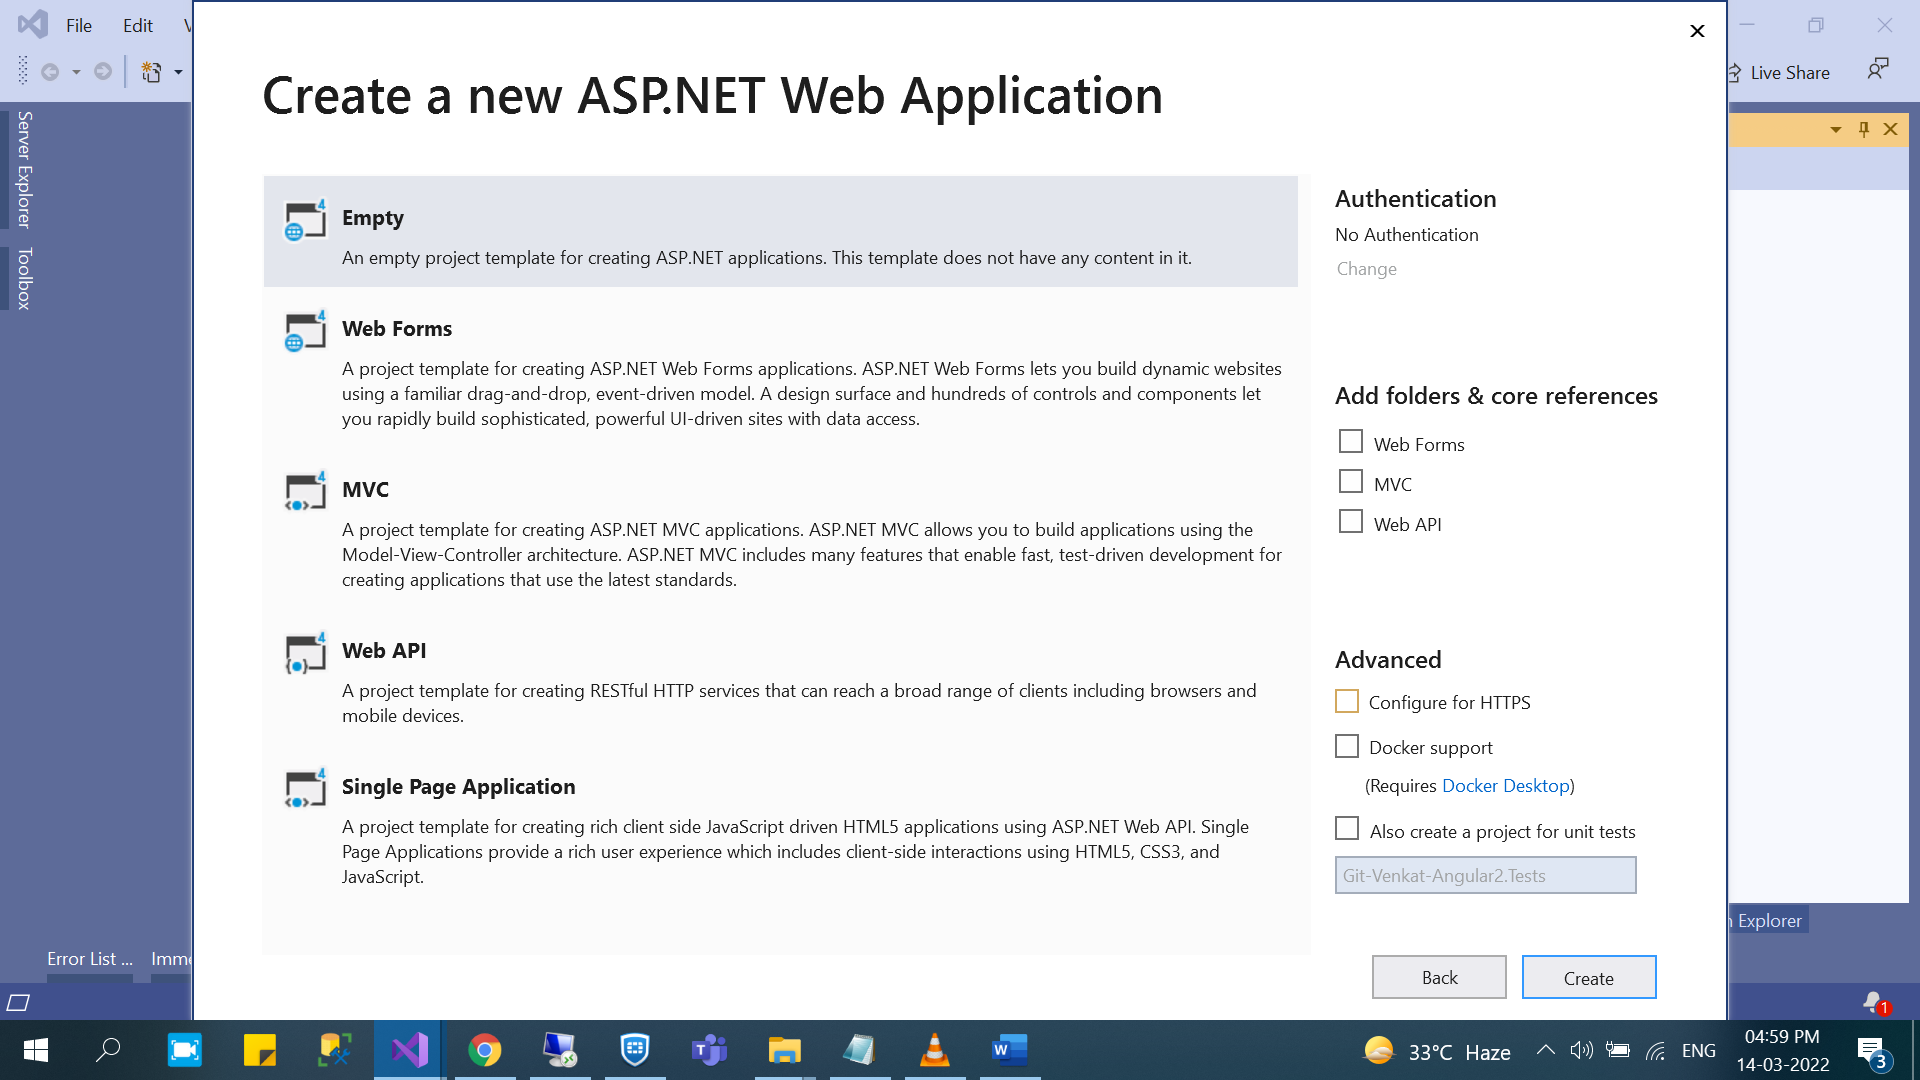 File Edit
Live Share
Server Explorer
Toolbox
Create a new ASP.NET Web Application
Empty
An empty project template for creating ASP.NET applications. This template does not have any content in it.
Web Forms
A project template for creating ASP.NET Web Forms applications. ASP.NET Web Forms lets you build dynamic websites
using a familiar drag-and-drop, event-driven model. A design surface and hundreds of controls and components let
you rapidly build sophisticated, powerful UI-driven sites with data access.
MVC
A project template for creating ASP.NET MVC applications. ASP.NET MVC allows you to build applications using the
Model-View-Controller architecture. ASP.NET MVC includes many features that enable fast, test-driven development for
creating applications that use the latest standards.
Web API
A project template for creating RESTful HTTP services that can reach a broad range of clients including browsers and
mobile devices.
Single Page Application
A project template for creating rich client side JavaScript driven HTML5 applications using ASP.NET Web API. Single
Page Applications provide a rich user experience which includes client-side interactions using HTML5, CSS3, and
JavaScript.
Authentication
No Authentication
Change
Add folders & core references
Web Forms
MVC
Web API
Advanced
Configure for HTTPS
Docker support
(Requires Docker Desktop)
Also create a project for unit tests
Git-Venkat-Angular2.Tests
Back
Create
Explorer
Error List ...
Imme
1
33°C Haze
ENG
04:59 PM
14-03-2022
3